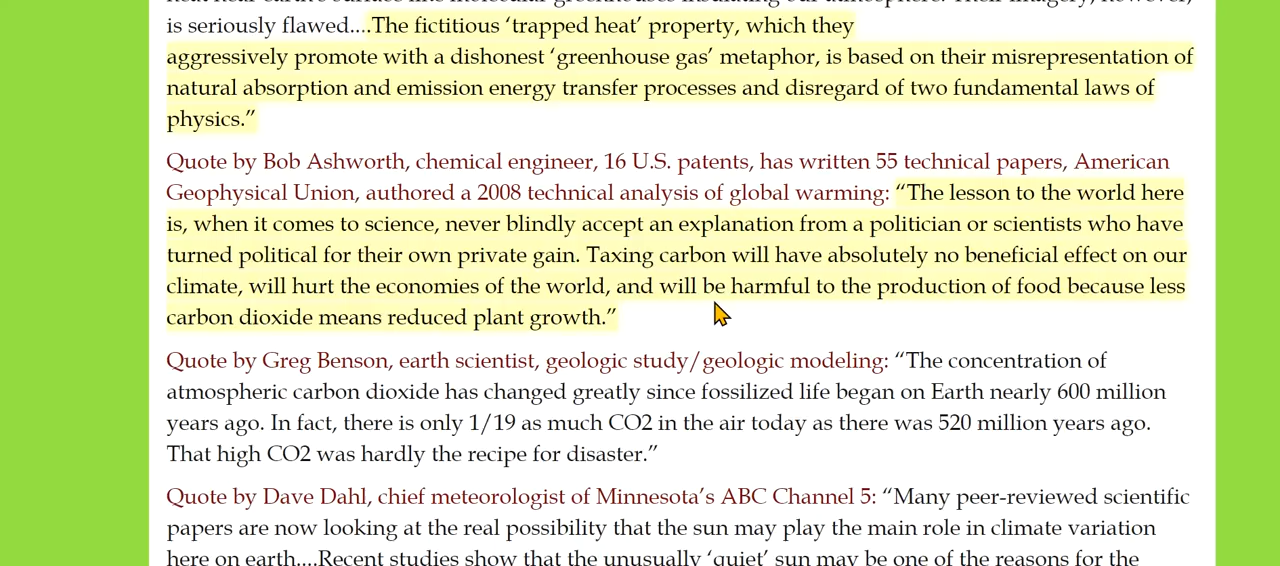 is seriously flawed....The fictitious ‘trapped heat’ property, which they
aggressively promote with a dishonest ‘greenhouse gas’ metaphor, is based on their misrepresentation of
natural absorption and emission energy transfer processes and disregard of two fundamental laws of
physics.”
Quote by Bob Ashworth, chemical engineer, 16 U.S. patents, has written 55 technical papers, American
Geophysical Union, authored a 2008 technical analysis of global warming: “The lesson to the world here
is, when it comes to science, never blindly accept an explanation from a politician or scientists who have
turned political for their own private gain. Taxing carbon will have absolutely no beneficial effect on our
climate, will hurt the economies of the world, and will be harmful to the production of food because less
carbon dioxide means reduced plant growth.”
Quote by Greg Benson, earth scientist, geologic study/geologic modeling: “The concentration of
atmospheric carbon dioxide has changed greatly since fossilized life began on Earth nearly 600 million
years ago. In fact, there is only 1/19 as much CO2 in the air today as there was 520 million years ago.
That high CO2 was hardly the recipe for disaster.”
Quote by Dave Dahl, chief meteorologist of Minnesota’s ABC Channel 5: “Many peer-reviewed scientific
papers are now looking at the real possibility that the sun may play the main role in climate variation
here on earth....Recent studies show that the unusually ‘quiet’ sun may be one of the reasons for the